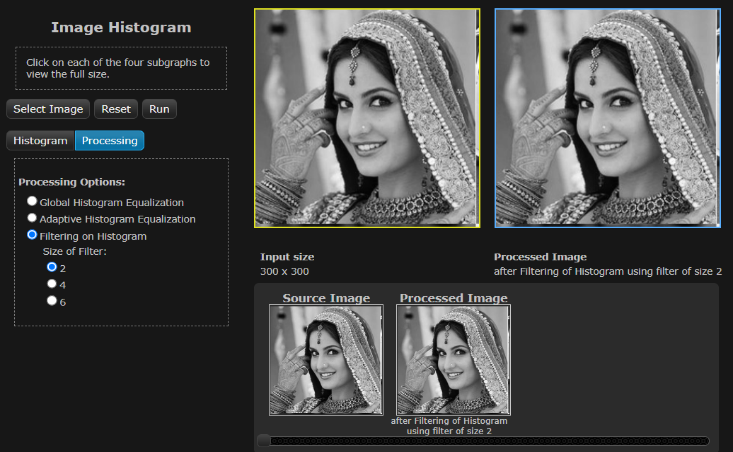 Image Histogram
Click on each of the four subgraphs to
view the full size.
Select Image Reset Run
Histogram Processing
Processing Options:
Global Histogram Equalization
Adaptive Histogram Equalization
Filtering on Histogram
Size of Filter:
2
4
6
Input size
300 x 300
Processed Image
after Filtering of Histogram using filter of size 2
Source Image
Processed Image
after Filtering of Histogram
using filter of size 2